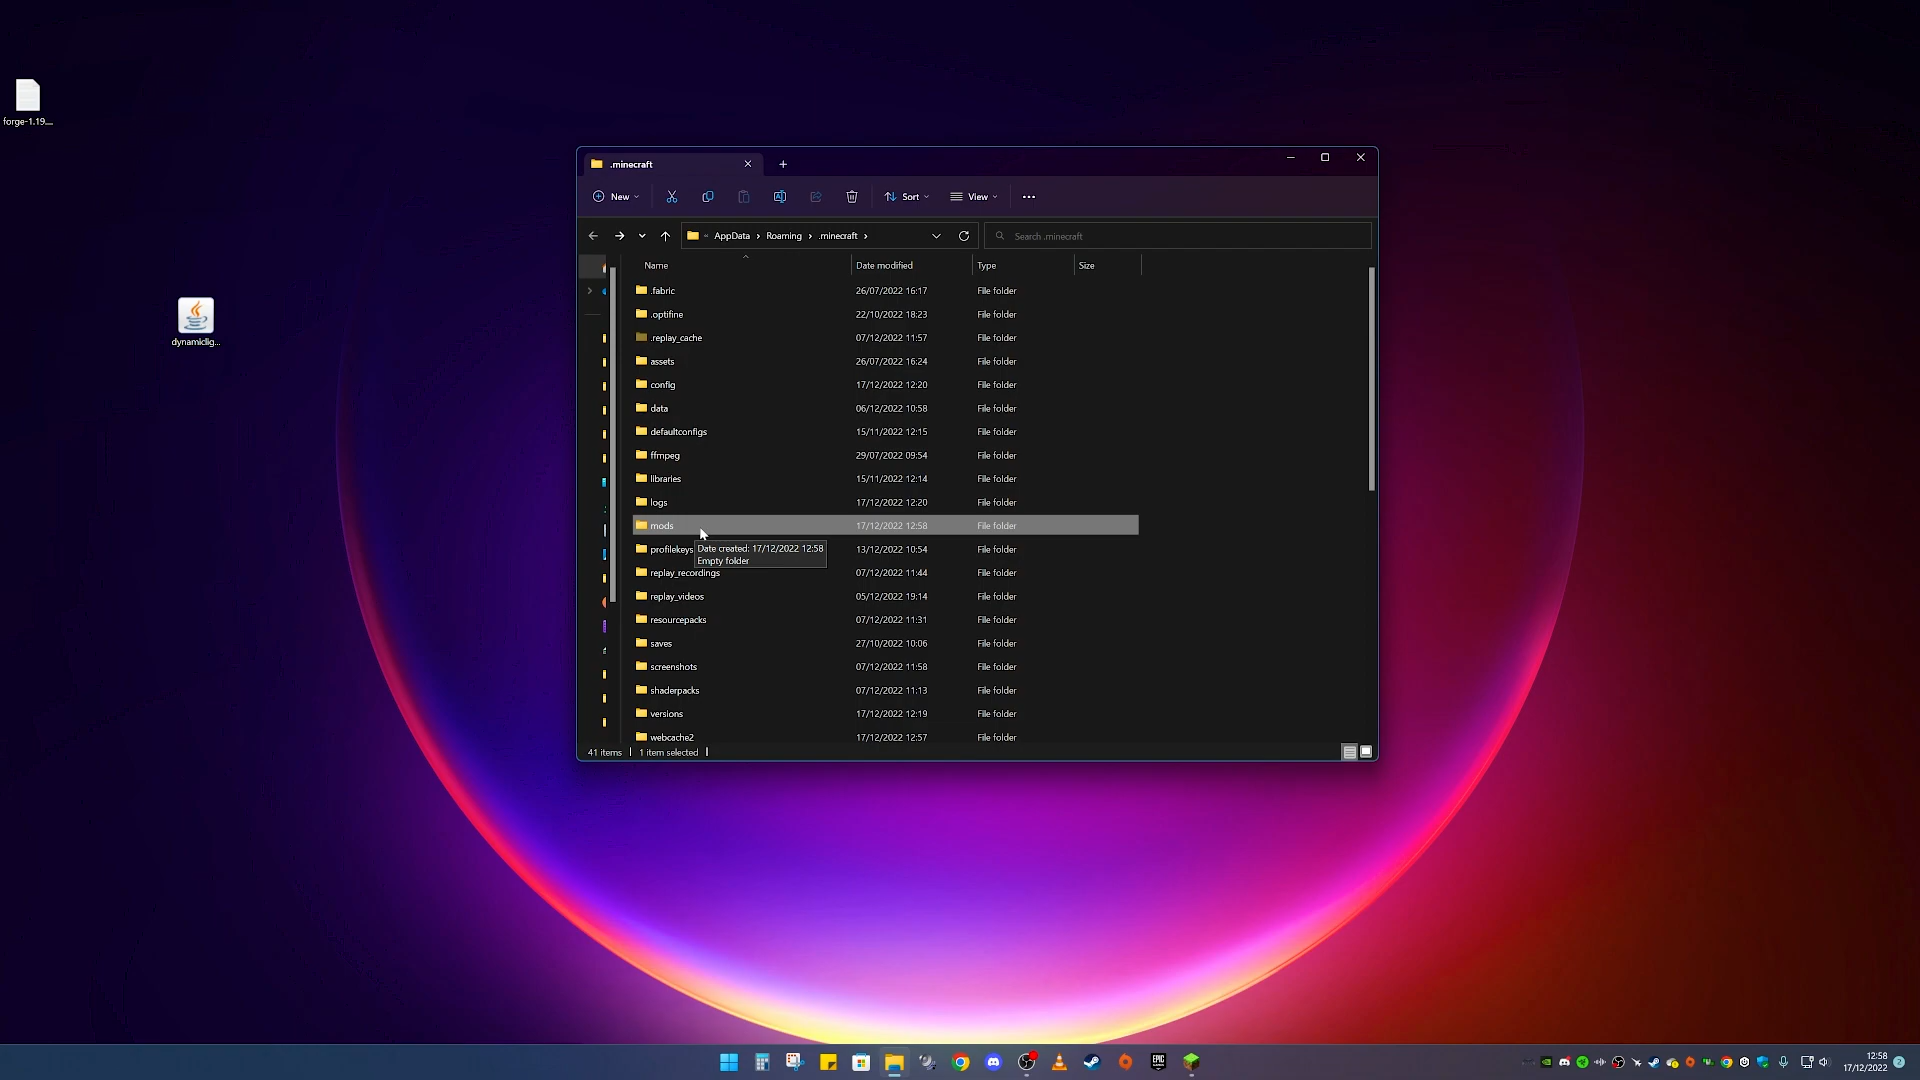 forge-1.19....
dynamiclig...
.minecraft
New
Sort
View
AppData
Roaming
.minecraft
Search .minecraft
Name
Date modified
Type
Size
.fabric 26/07/2022 16:17 File folder
.optifine 22/10/2022 18:23 File folder
.replay_cache 07/12/2022 11:57 File folder
assets 26/07/2022 16:24 File folder
config 17/12/2022 12:20 File folder
data 06/12/2022 10:58 File folder
defaultconfigs 15/11/2022 12:15 File folder
ffmpeg 29/07/2022 09:54 File folder
libraries 15/11/2022 12:14 File folder
logs 17/12/2022 12:20 File folder
mods 17/12/2022 12:58 File folder
profilekeys 13/12/2022 10:54 File folder
Date created: 17/12/2022 12:58
Empty folder
replay_recordings 07/12/2022 11:44 File folder
replay_videos 05/12/2022 19:14 File folder
resourcepacks 07/12/2022 11:31 File folder
saves 27/10/2022 10:06 File folder
screenshots 07/12/2022 11:58 File folder
shaderpacks 07/12/2022 11:13 File folder
versions 17/12/2022 12:19 File folder
webcache2 17/12/2022 12:57 File folder
41 items
1 item selected
EPIC
GAMES
12:58
17/12/2022
2